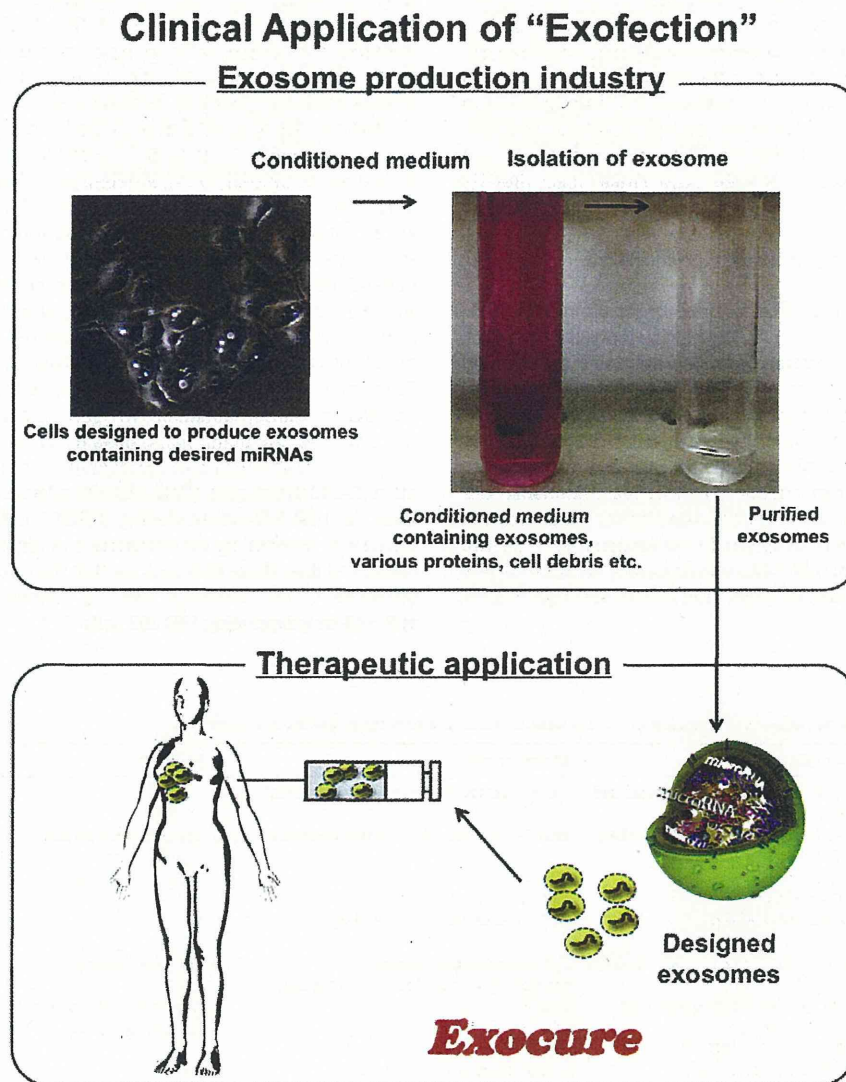 Clinical Application of “Exofection”
Exosome production industry
Conditioned medium
Isolation of exosome
Cells designed to produce exosomes
containing desired miRNAs
Conditioned medium
containing exosomes,
various proteins, cell debris etc.
Purified
exosomes
Therapeutic application
microRNA
microRNA
Designed
exosomes
Exocure